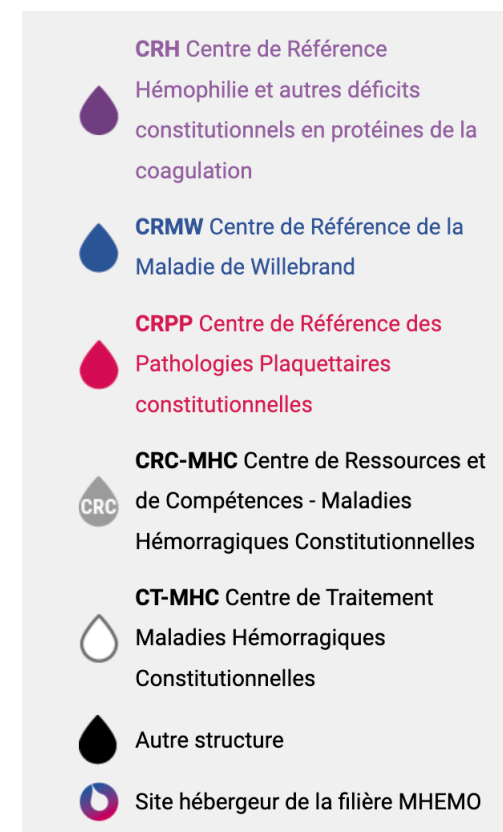 CRH Centre de Référence
Hémophilie et autres déficits
constitutionnels en protéines de la
coagulation
CRMW Centre de Référence de la
Maladie de Willebrand
CRPP Centre de Référence des
Pathologies Plaquettaires
constitutionnelles
CRC-MHC Centre de Ressources et
CRC de Compétences - Maladies
Hémorragiques Constitutionnelles
CT-MHC Centre de Traitement
Maladies Hémorragiques
Constitutionnelles
Autre structure
Site hébergeur de la filière MHEMO